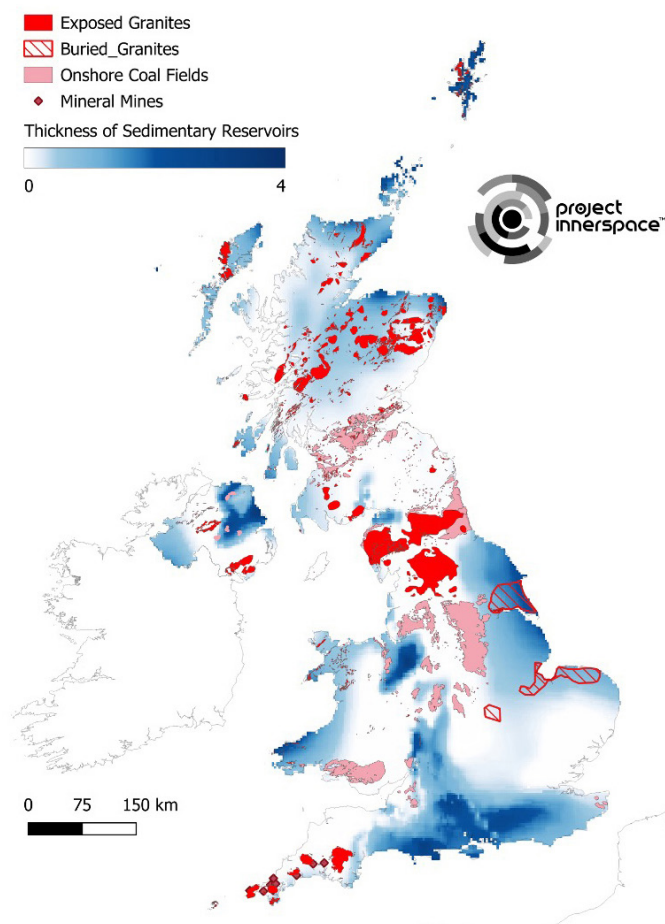 Exposed Granites
Buried_Granites
Onshore Coal Fields
Mineral Mines
Thickness of Sedimentary Reservoirs
0 4
project
innerspace™
0 75 150 km